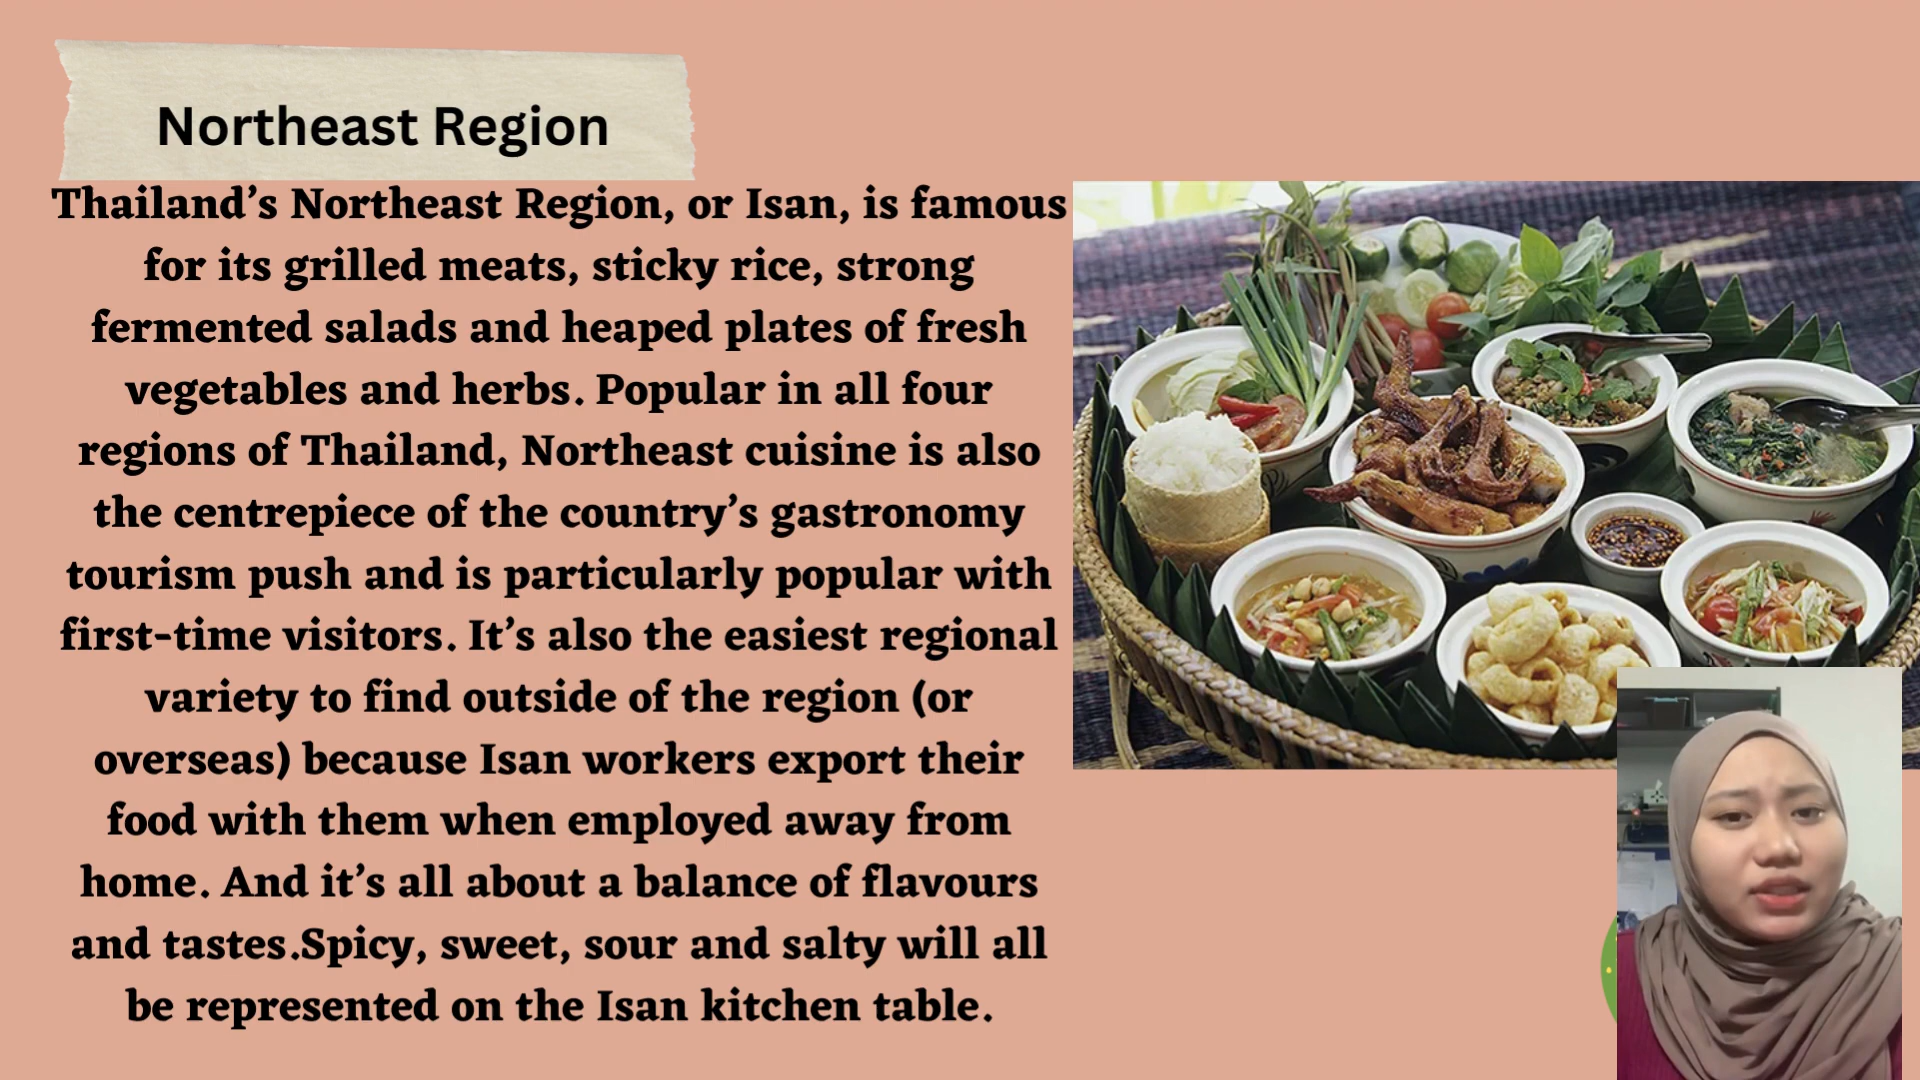 Northeast Region
Thailand’s Northeast Region, or Isan, is famous
for its grilled meats, sticky rice, strong
fermented salads and heaped plates of fresh
vegetables and herbs. Popular in all four
regions of Thailand, Northeast cuisine is also
the centrepiece of the country’s gastronomy
tourism push and is particularly popular with
first-time visitors. It’s also the easiest regional
variety to find outside of the region (or
overseas) because Isan workers export their
food with them when employed away from
home. And it’s all about a balance of flavours
and tastes.Spicy, sweet, sour and salty will all
be represented on the Isan kitchen table.